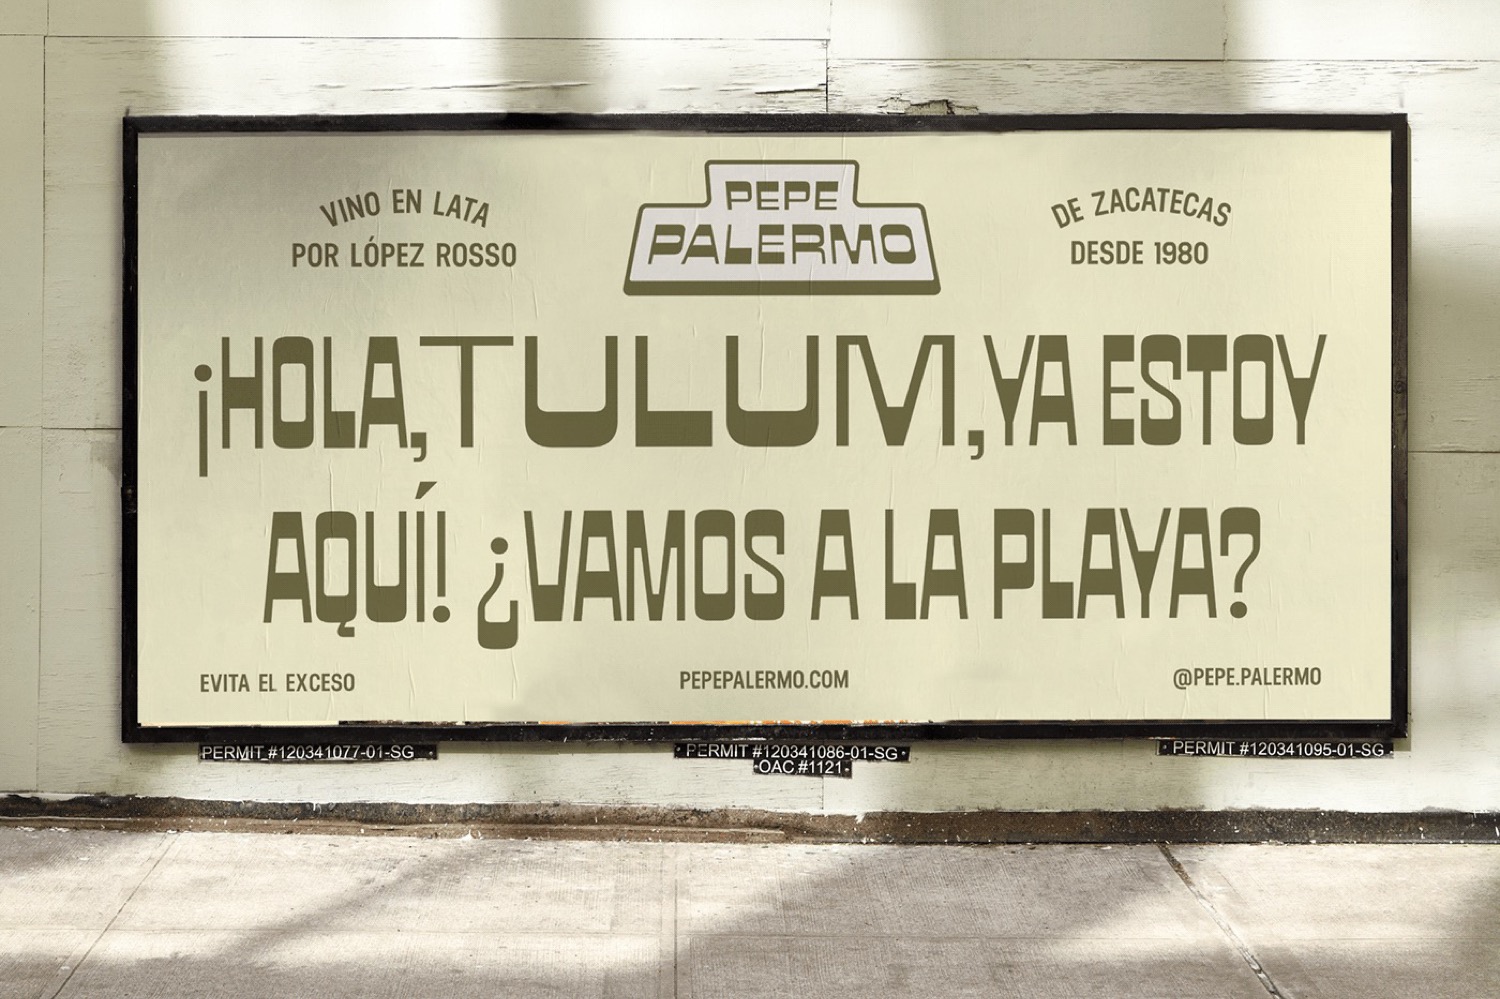 VINO EN LATA
POR LÓPEZ ROSSO
PEPE
PALERMO
DE ZACATECAS
DESDE 1980
¡HOLA, TULUM, YA ESTOY
AQUÍ! ¿VAMOS A LA PLAYA?
EVITA EL EXCESO
PEPEPALERMO.COM
@PEPE.PALERMO
PERMIT #120341077-01-SG
PERMIT #120341086-01-SG
OAC #1121
PERMIT #120341095-01-SG